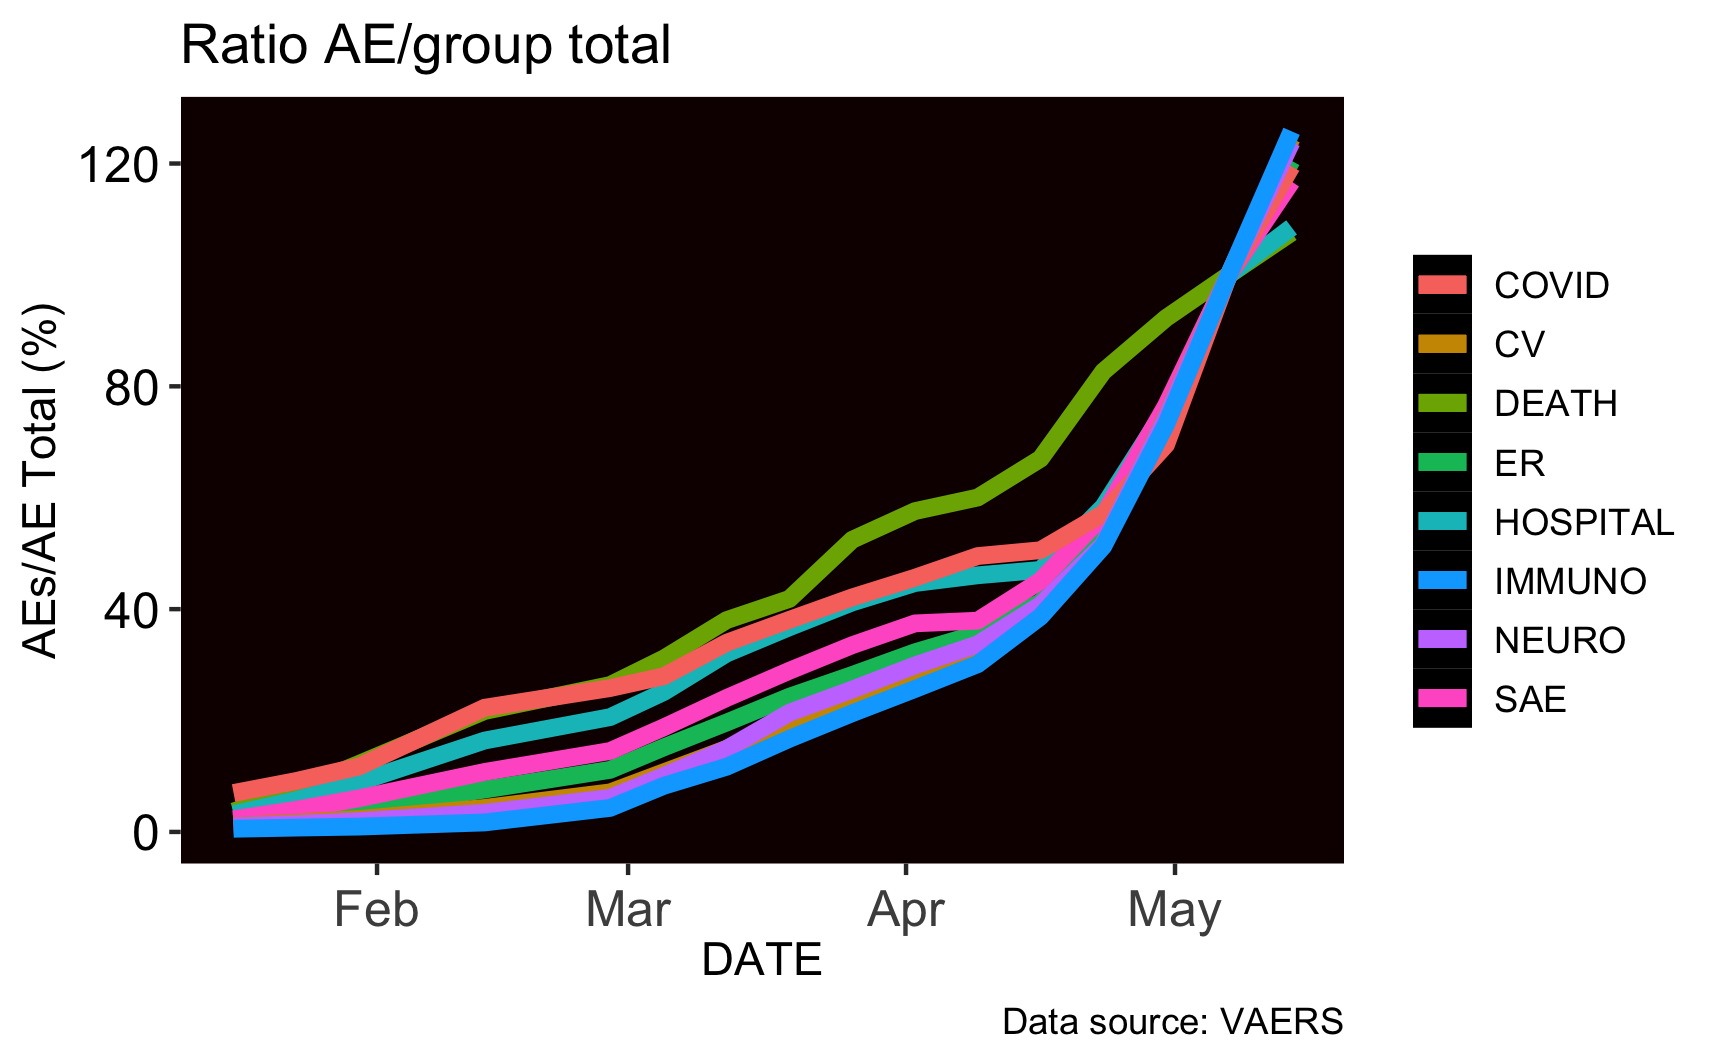 Ratio AE/group total
AEs/AE Total (%)
120
80
40
0
Feb
Mar
Apr
May
DATE
COVID
CV
DEATH
ER
HOSPITAL
IMMUNO
NEURO
SAE
Data source: VAERS